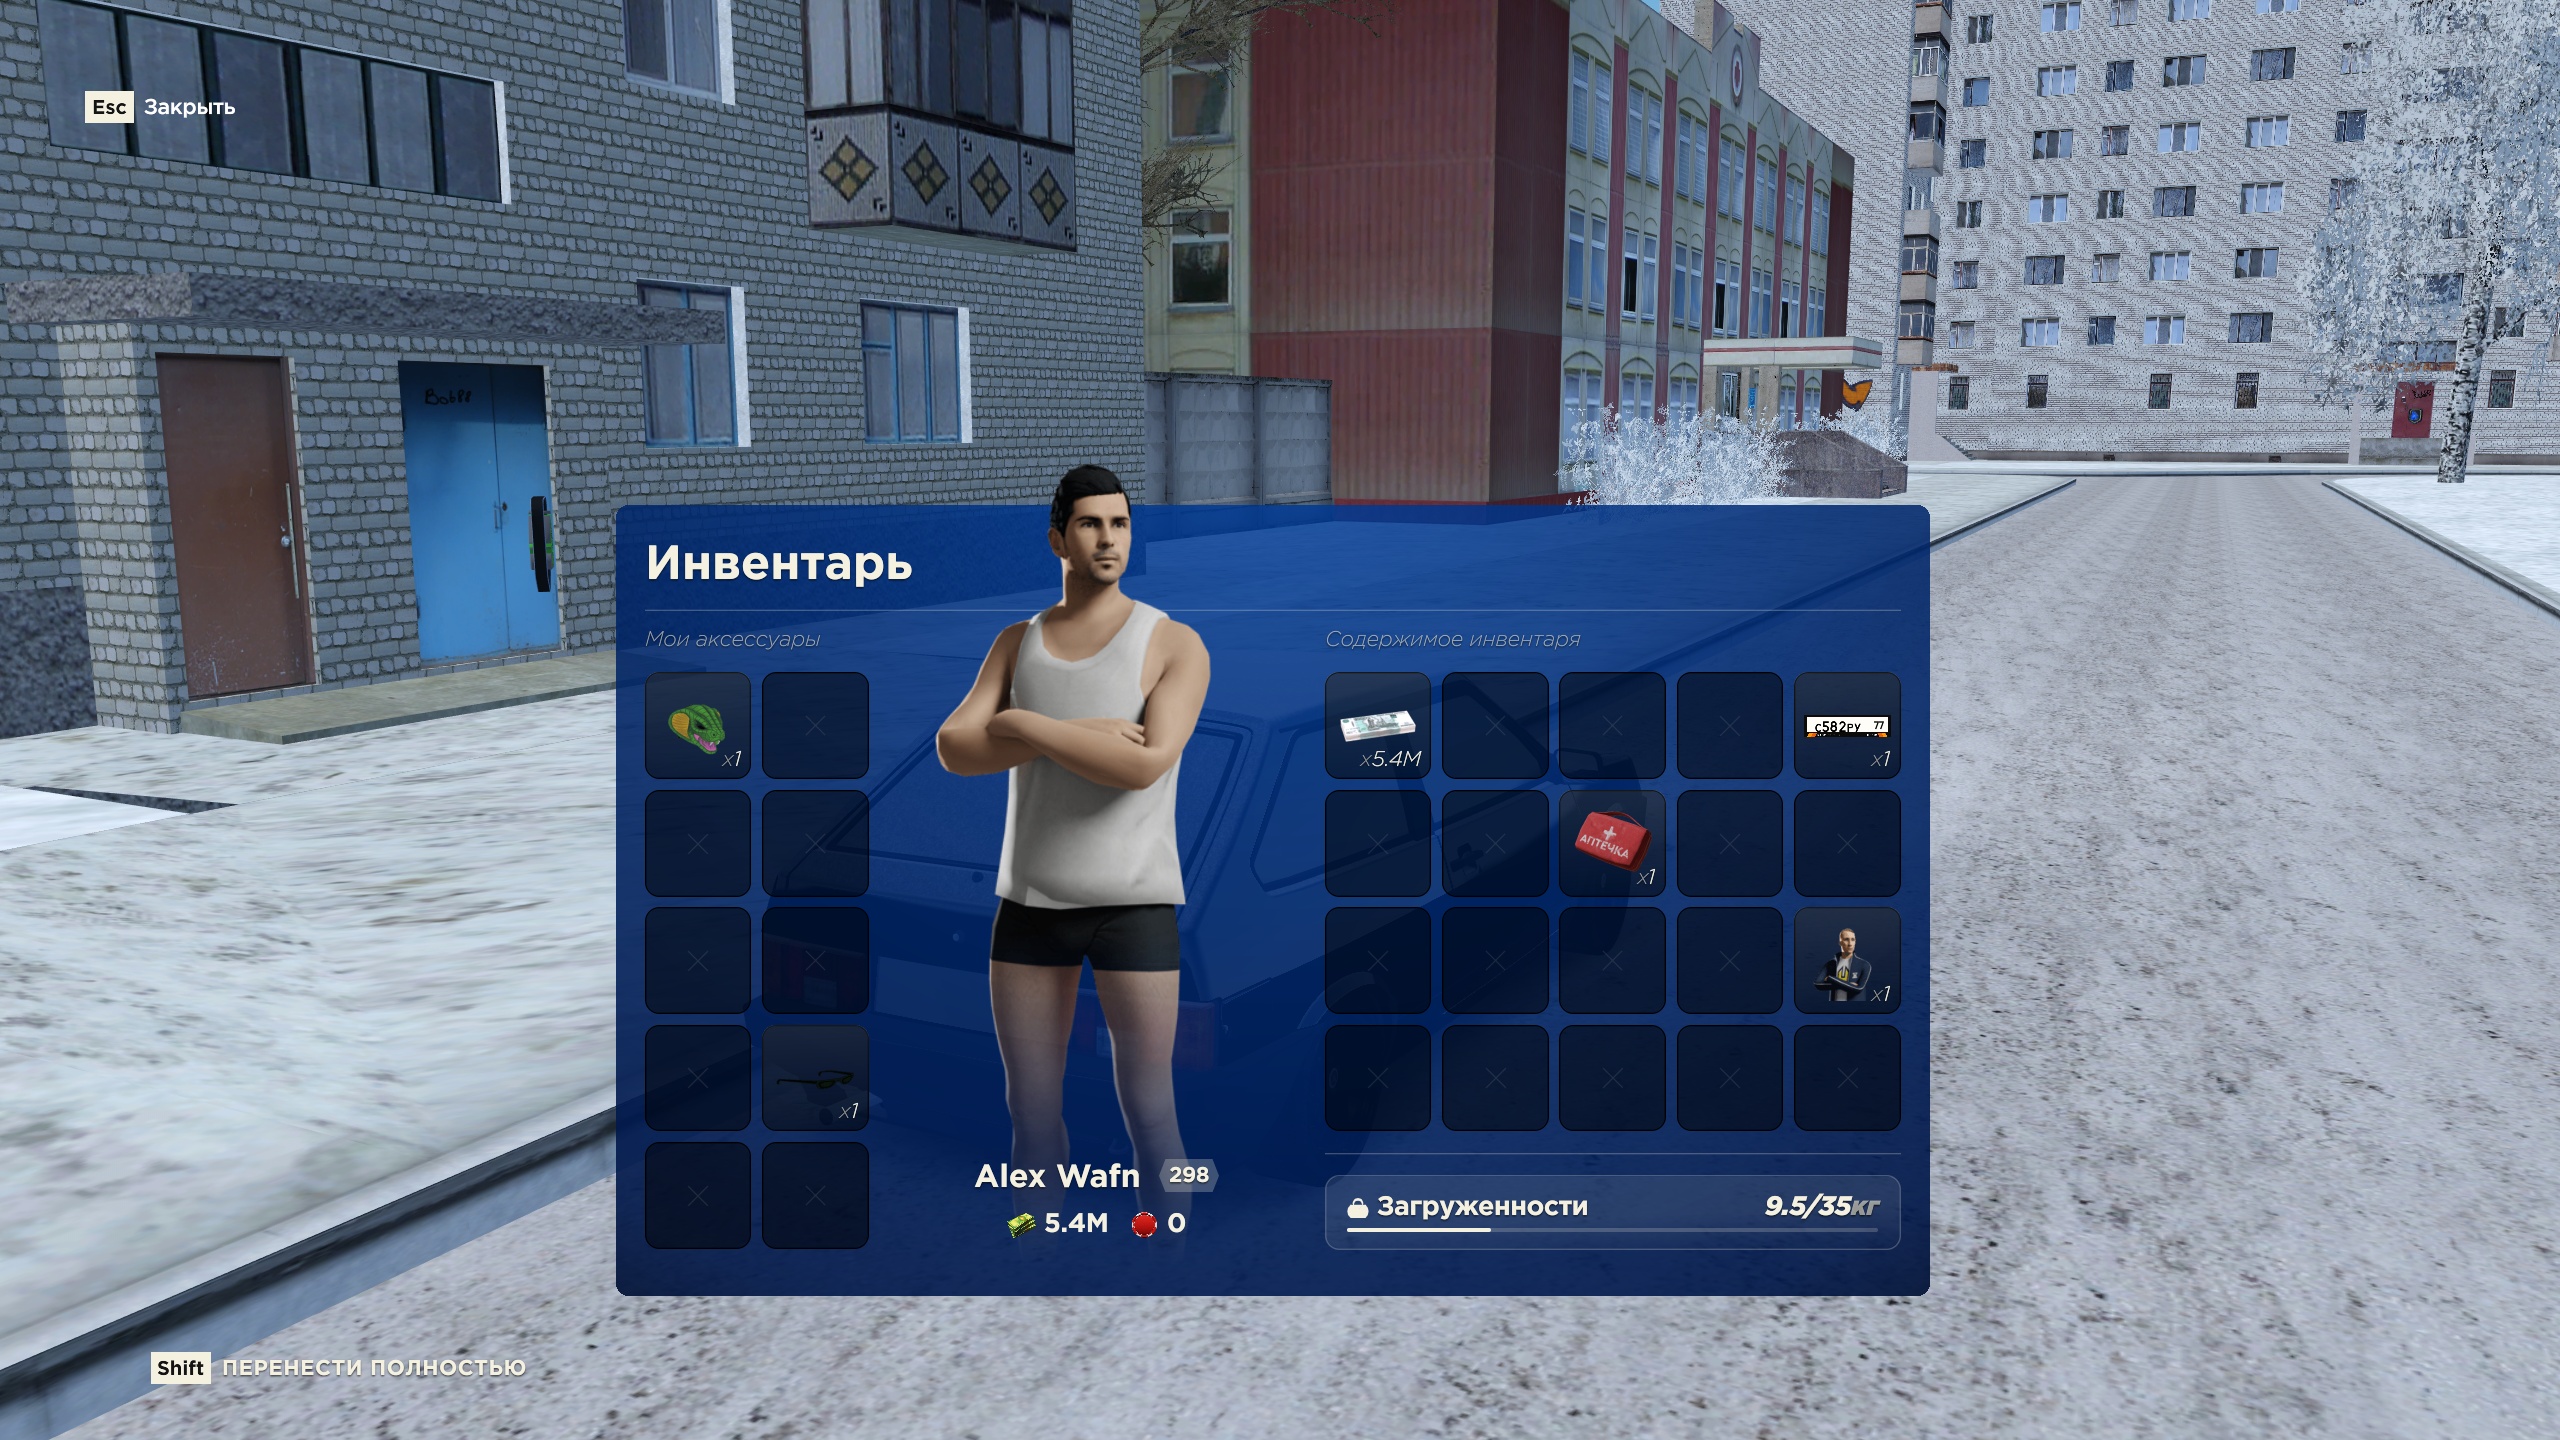 Esc Закрыть
Инвентарь
Мои аксессуары
Содержимое инвентаря
x1
x5.4M
с582ру 77
x1
АПТЕЧКА
x1
x1
x1
Alex Wafn 298
5.4M 0
Загруженности 9.5/35кг
Shift ПЕРЕНЕСТИ ПОЛНОСТЬЮ